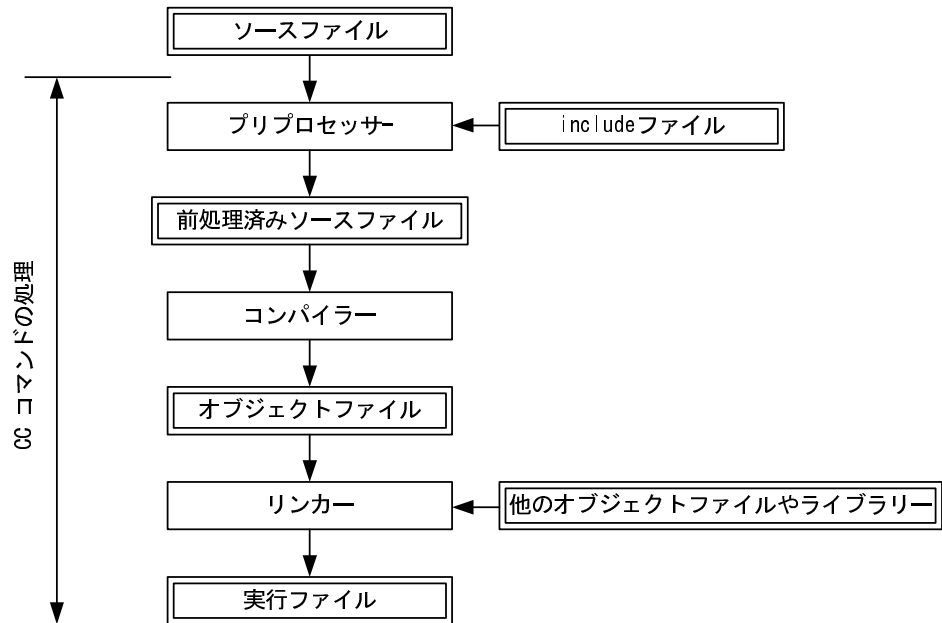 ソースファイル
プリプロセッサー
includeファイル
前処理済みソースファイル
コンパイラー
オブジェクトファイル
リンカー
他のオブジェクトファイルやライブラリー
実行ファイル
CC コマンドの処理